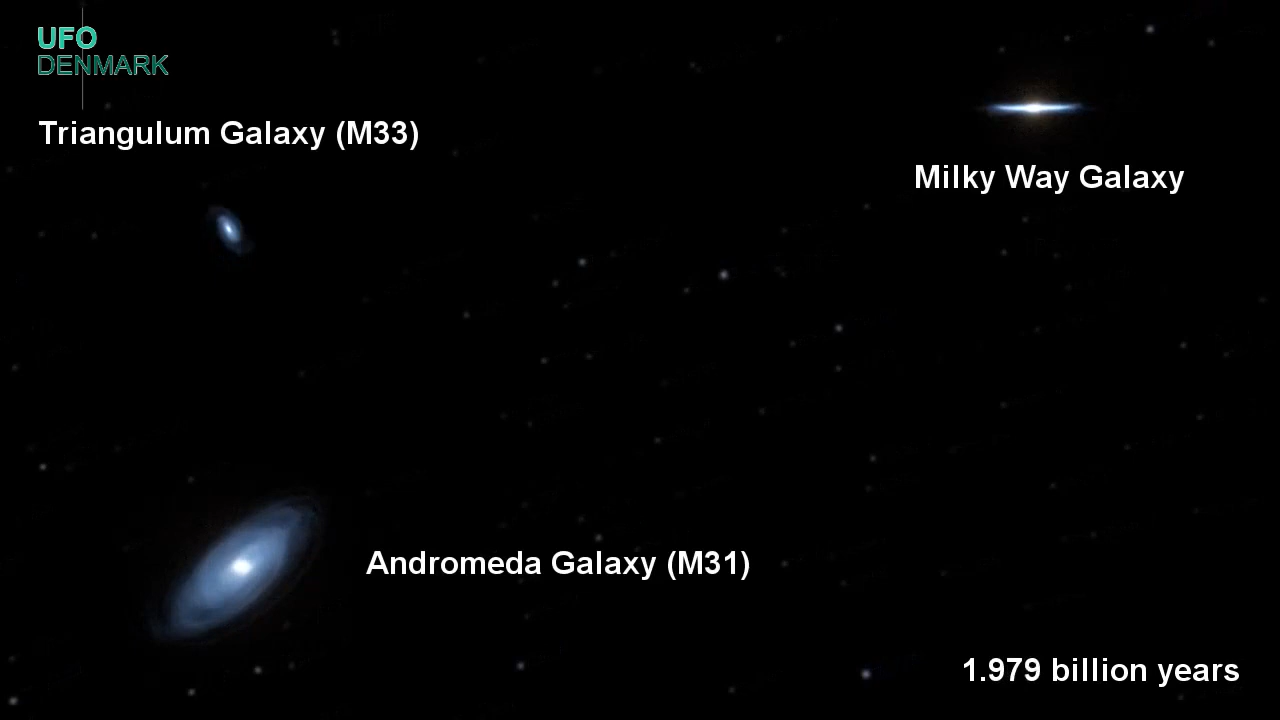 UFO
DENMARK
Triangulum Galaxy (M33)
Milky Way Galaxy
Andromeda Galaxy (M31)
1.979 billion years